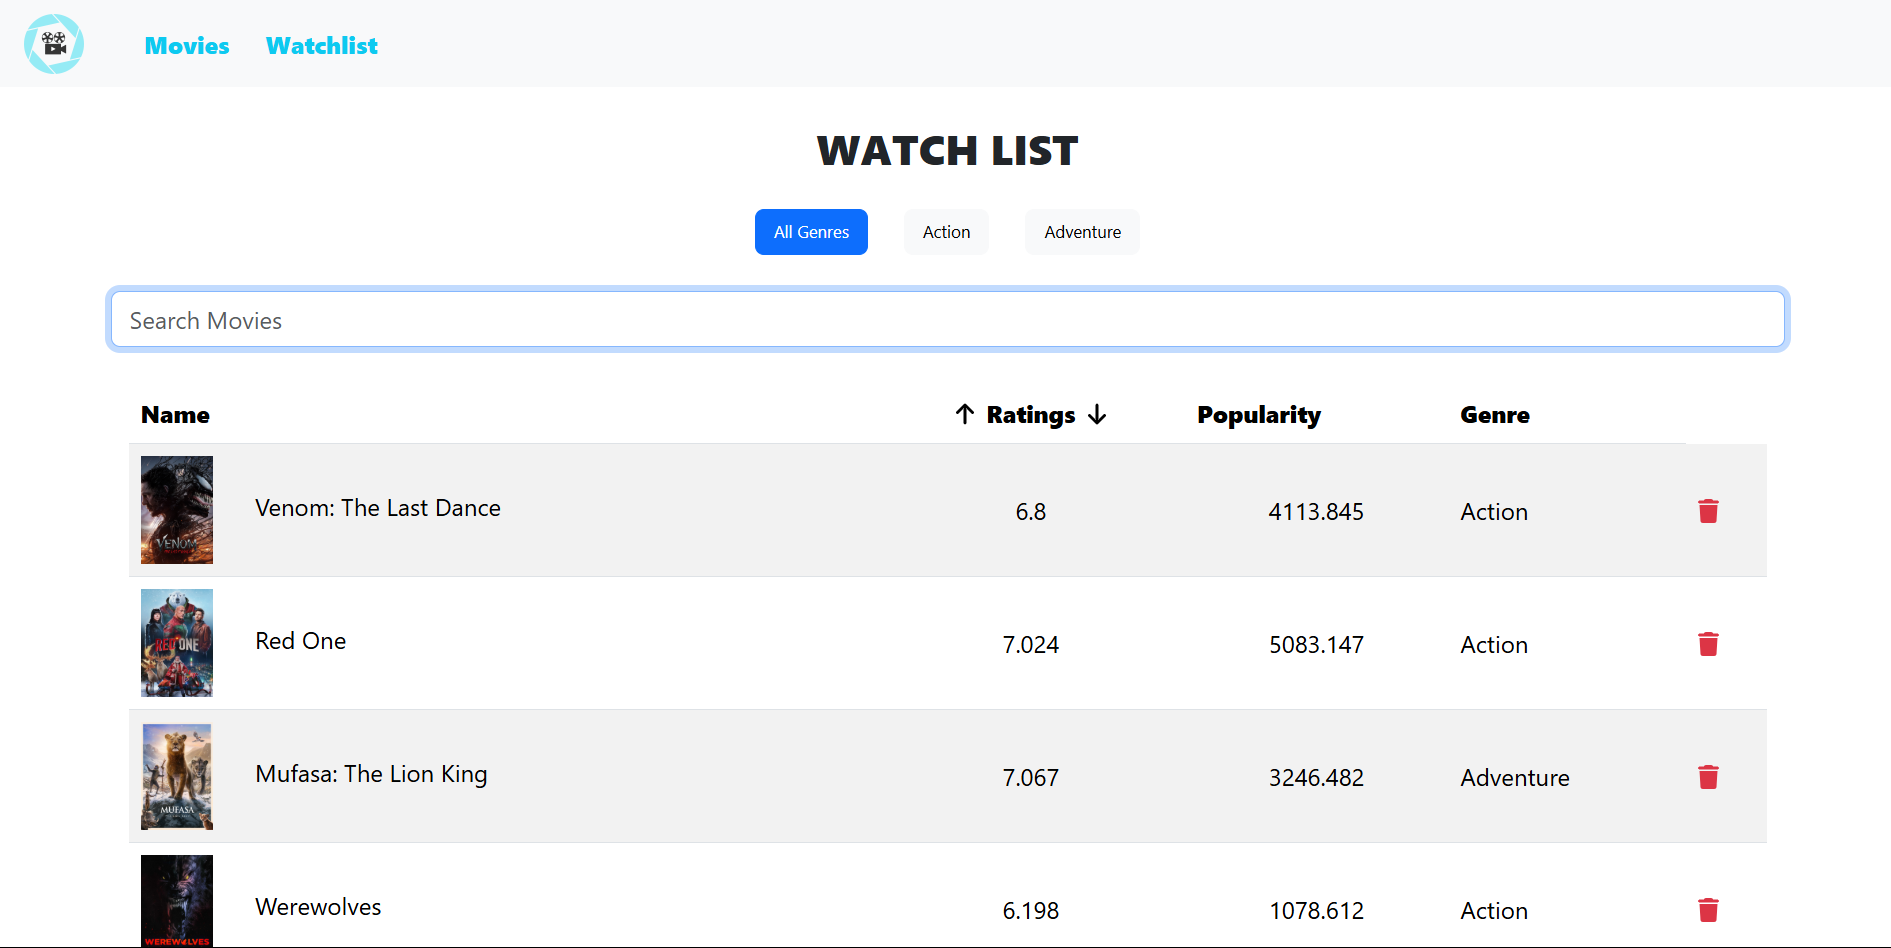 Movies Watchlist
WATCH LIST
All Genres Action Adventure
Search Movies
Name ↑ Ratings ↓ Popularity Genre
VENOM
Venom: The Last Dance 6.8 4113.845 Action
RED ONE
Red One 7.024 5083.147 Action
MUFASA
Mufasa: The Lion King 7.067 3246.482 Adventure
Werewolves 6.198 1078.612 Action
WEREWOLVES